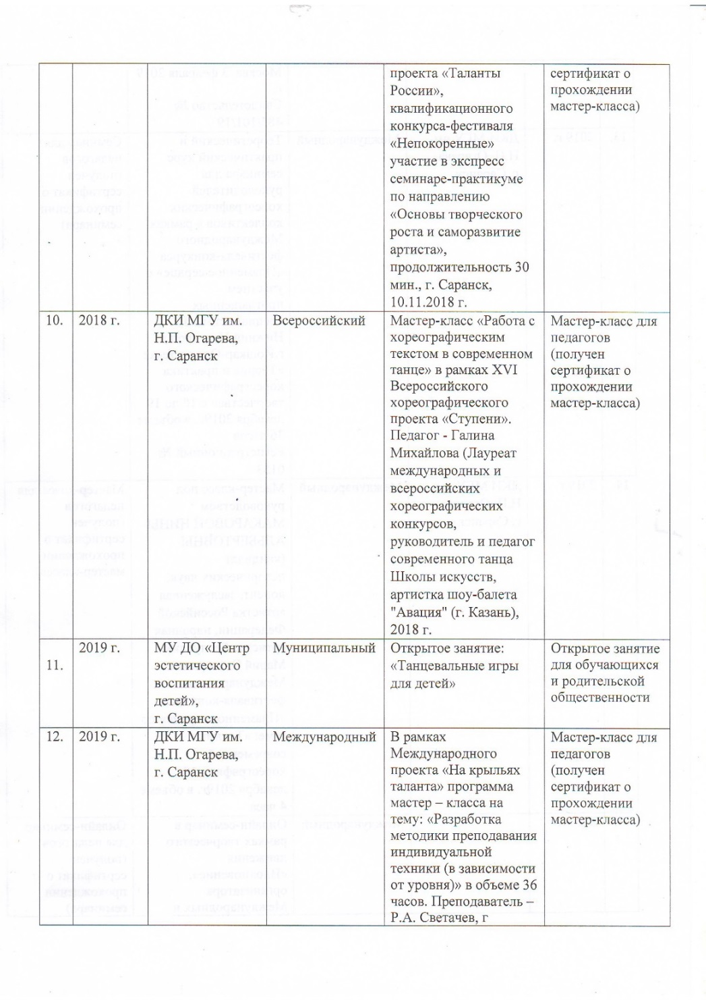 проекта «Таланты
России»,
квалификационного
конкурса-фестиваля
«Непокоренные»
участие в экспресс
семинаре-практикуме
по направлению
«Основы творческого
роста и саморазвитие
артиста»,
продолжительность 30
мин., г. Саранск,
10.11.2018 г.
сертификат о
прохождении
мастер-класса)
10.
2018 г.
ДКИ МГУ им.
Н.П. Огарева,
г. Саранск
Всероссийский
Мастер-класс «Работа с
хореографическим
текстом в современном
танце» в рамках XVI
Всероссийского
хореографического
проекта «Ступени».
Педагог - Галина
Михайлова (Лауреат
международных и
всероссийских
хореографических
конкурсов,
руководитель и педагог
современного танца
Школы искусств,
артистка шоу-балета
"Авация" (г. Казань),
2018 г.
Мастер-класс для
педагогов
(получен
сертификат о
прохождении
мастер-класса)
11.
2019 г.
МУ ДО «Центр
эстетического
воспитания
детей»,
г. Саранск
Муниципальный
Открытое занятие:
«Танцевальные игры
для детей»
Открытое занятие
для обучающихся
и родительской
общественности
12.
2019 г.
ДКИ МГУ им.
Н.П. Огарева,
г. Саранск
Международный
В рамках
Международного
проекта «На крыльях
таланта» программа
мастер – класса на
тему: «Разработка
методики преподавания
индивидуальной
техники (в зависимости
от уровня)» в объеме 36
часов. Преподаватель –
Р.А. Светачев, г
Мастер-класс для
педагогов
(получен
сертификат о
прохождении
мастер-класса)